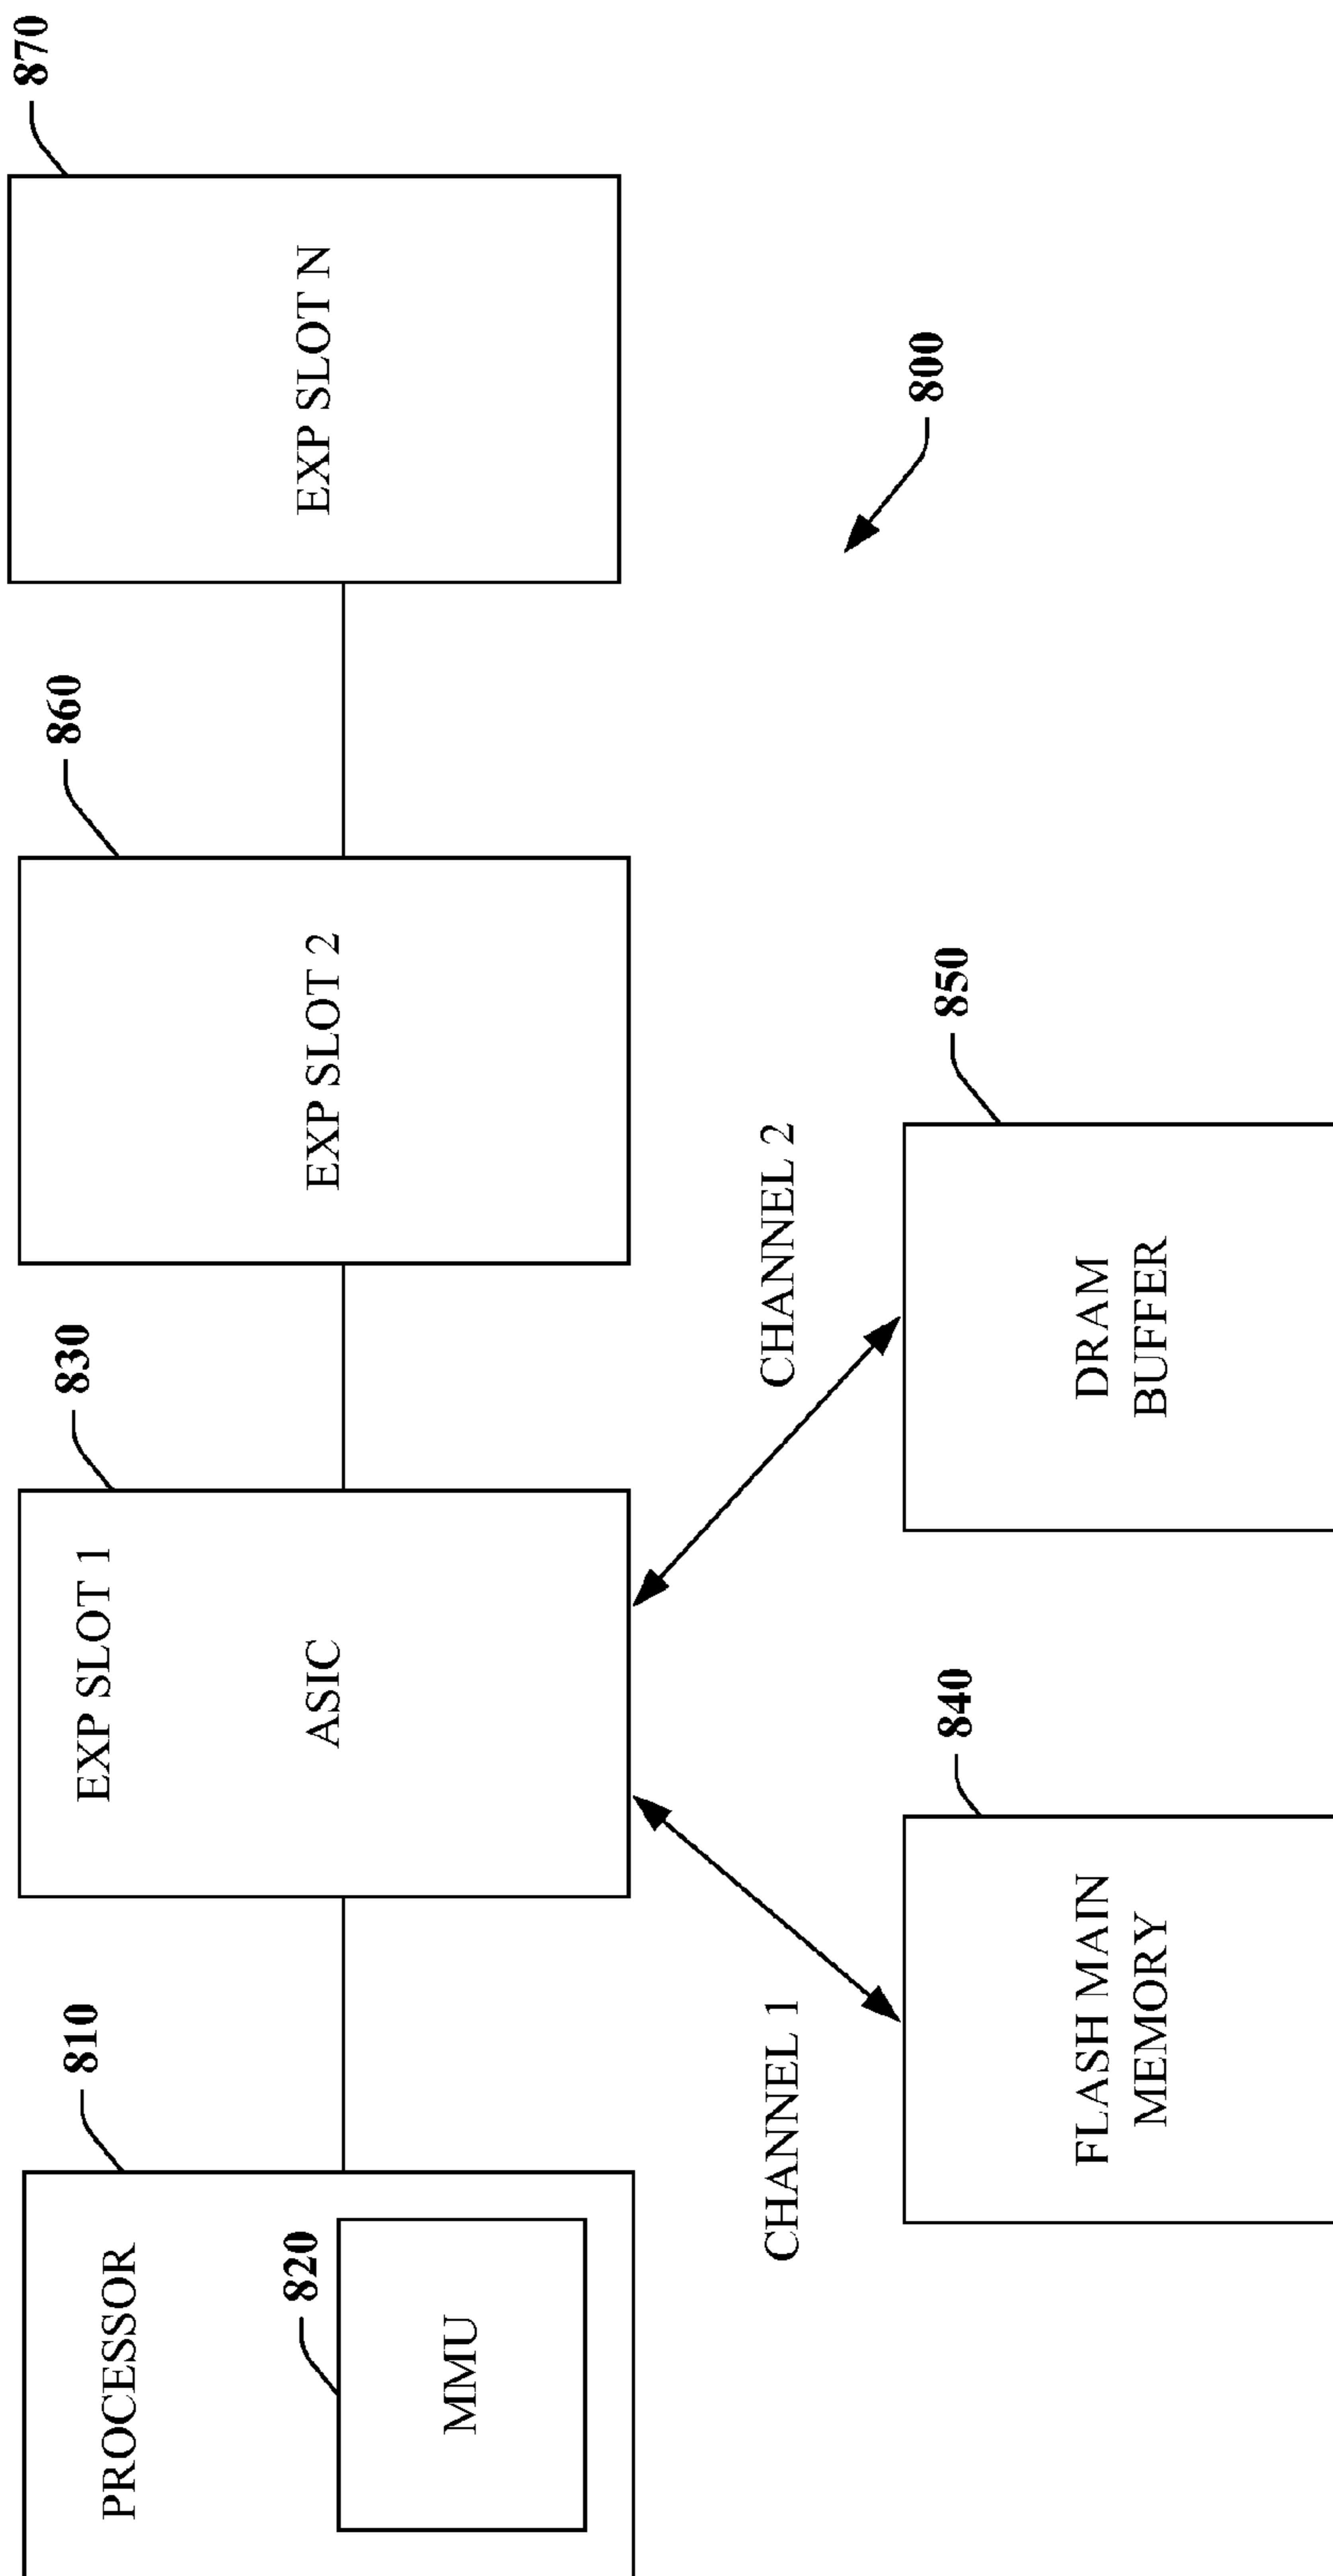 PROCESSOR
810
820
MMU
EXP SLOT 1
830
ASIC
EXP SLOT 2
860
EXP SLOT N
870
CHANNEL 1
CHANNEL 2
800
FLASH MAIN
MEMORY
840
DRAM
BUFFER
850